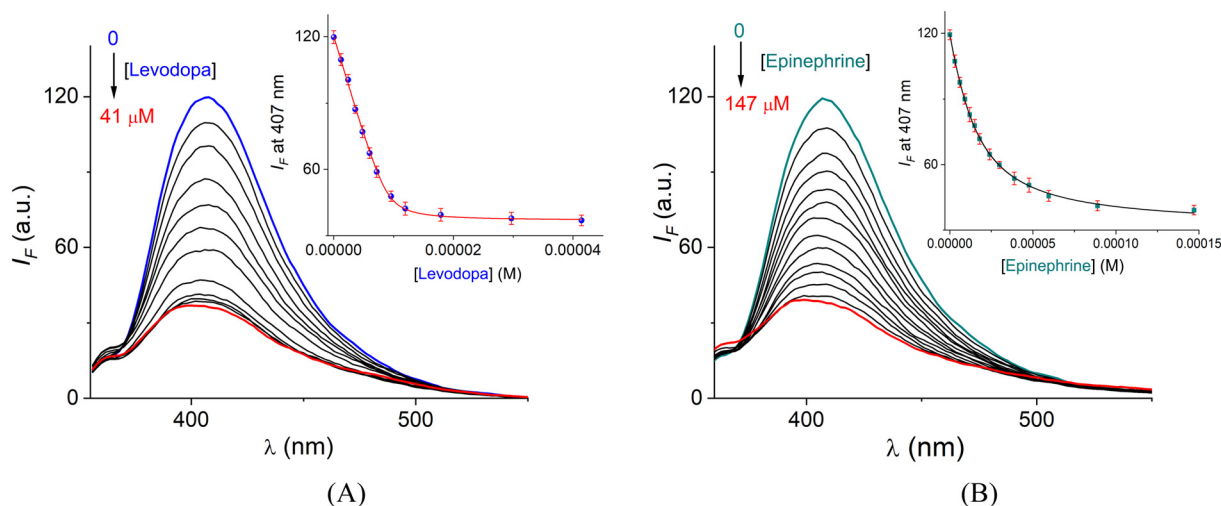 0
[Levodopa]
41 μM
120
60
0
I_F (a.u.)
400
500
λ (nm)
120
60
I_F at 407 nm
0.00000
0.00002
0.00004
[Levodopa] (M)
(A)
0
[Epinephrine]
147 μM
120
60
0
I_F (a.u.)
400
500
λ (nm)
120
60
I_F at 407 nm
0.00000
0.00005
0.00010
0.00015
[Epinephrine] (M)
(B)